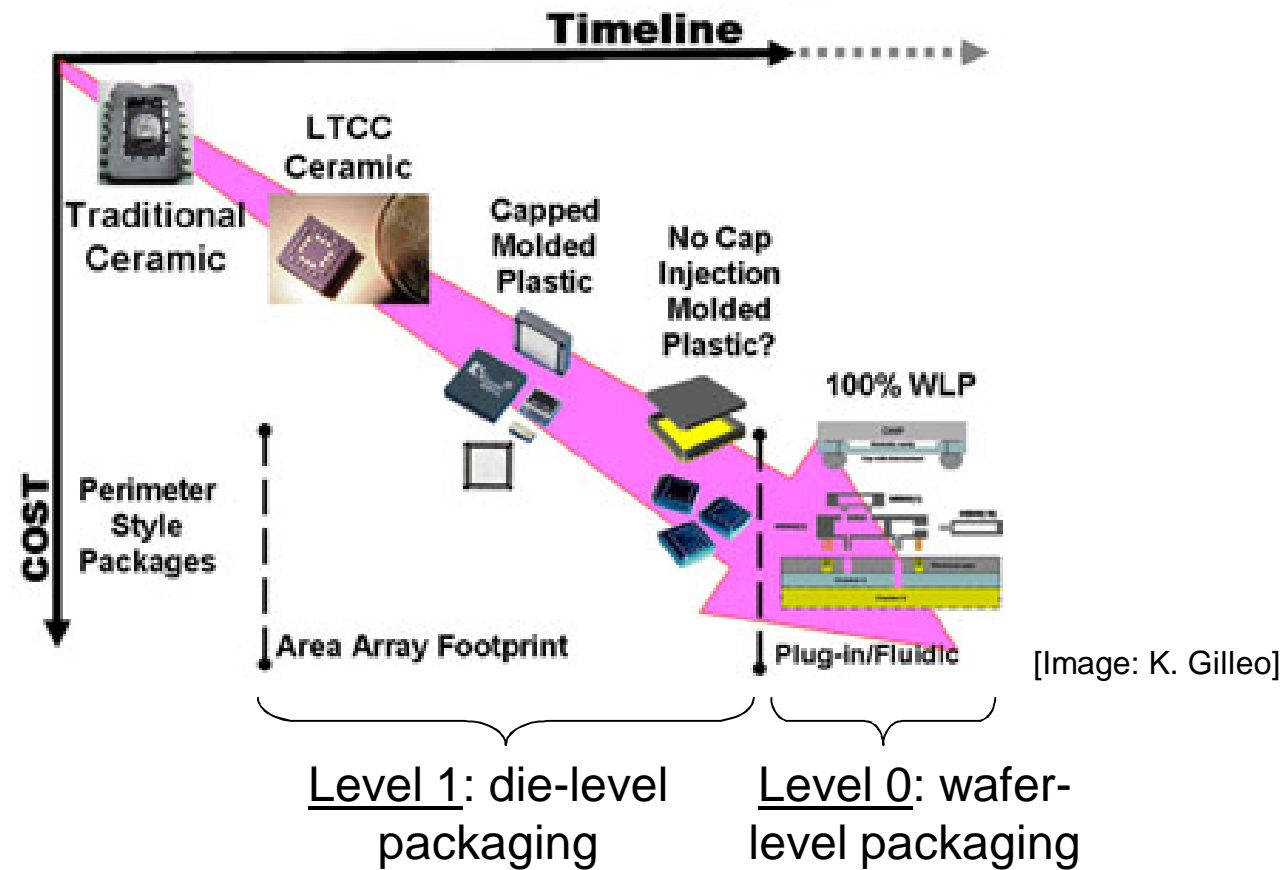 Timeline
LTCC
Ceramic
Traditional
Ceramic
Capped
Molded
Plastic
No Cap
Injection
Molded
Plastic?
100% WLP
CHIP
COST
Perimeter
Style
Packages
Area Array Footprint
Plug-in/Fluidic
[Image: K. Gilleo]
Level 1: die-level
packaging
Level 0: wafer-
level packaging